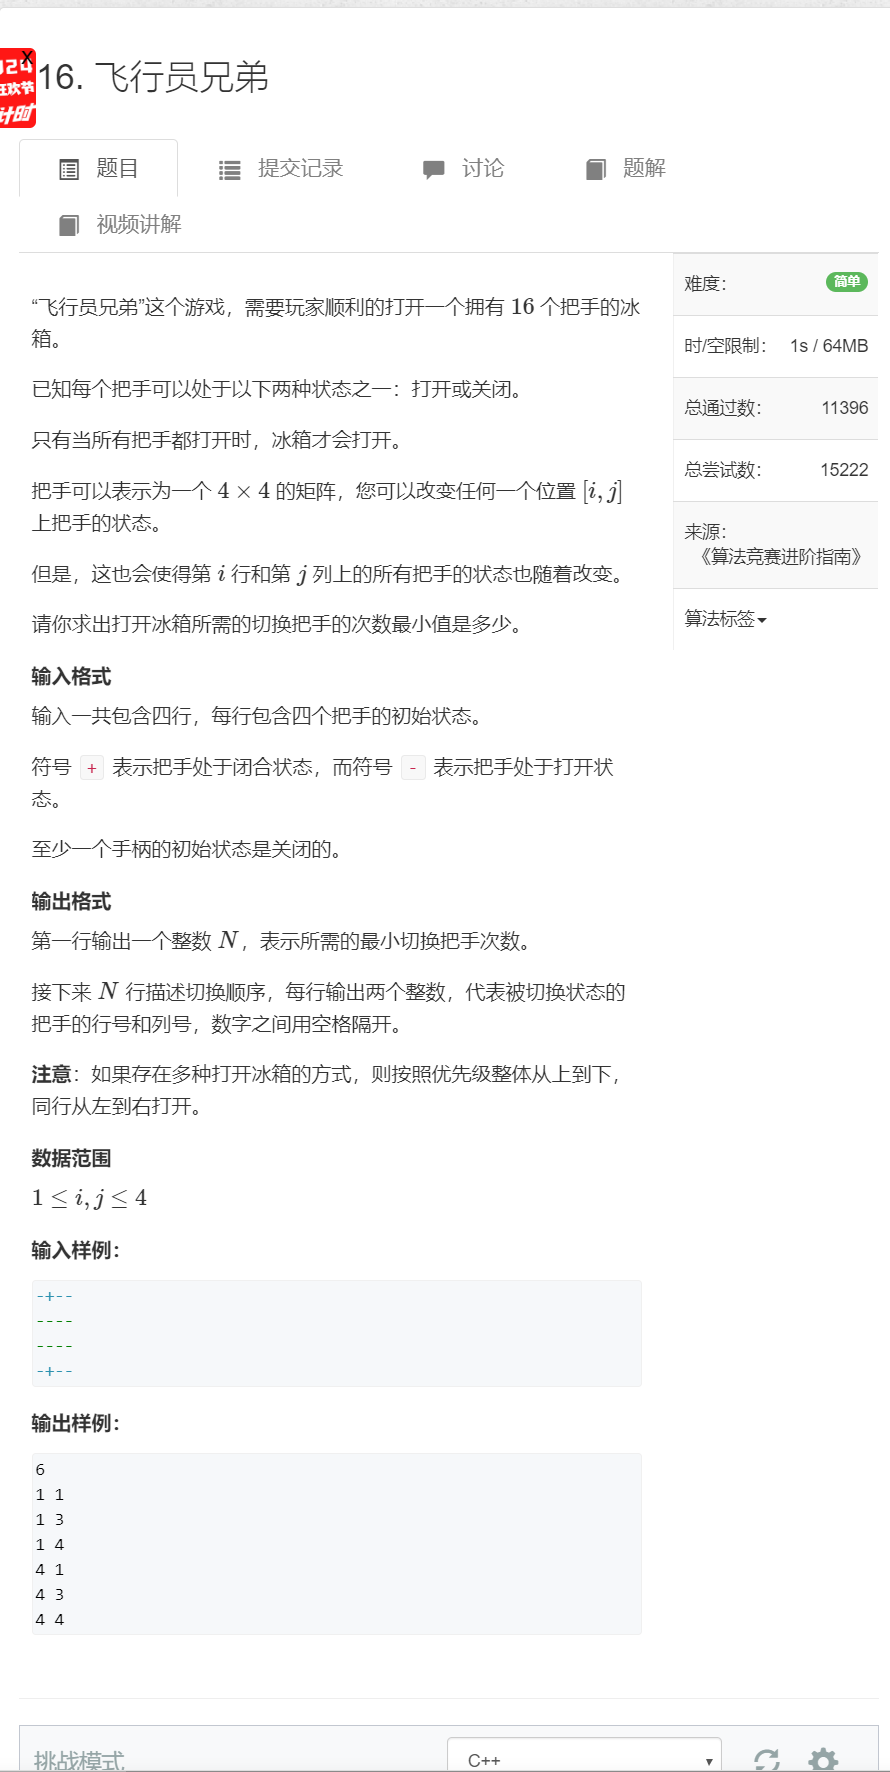 X
024
狂欢节
计时
116. 飞行员兄弟
题目
提交记录
讨论
题解
视频讲解
“飞行员兄弟”这个游戏，需要玩家顺利的打开一个拥有 16 个把手的冰
箱。
已知每个把手可以处于以下两种状态之一：打开或关闭。
只有当所有把手都打开时，冰箱才会打开。
把手可以表示为一个 4 × 4 的矩阵，您可以改变任何一个位置 [i, j]
上把手的状态。
但是，这也会使得第 i 行和第 j 列上的所有把手的状态也随着改变。
请你求出打开冰箱所需的切换把手的次数最小值是多少。
输入格式
输入一共包含四行，每行包含四个把手的初始状态。
符号 + 表示把手处于闭合状态，而符号 - 表示把手处于打开状
态。
至少一个手柄的初始状态是关闭的。
输出格式
第一行输出一个整数 N，表示所需的最小切换把手次数。
接下来 N 行描述切换顺序，每行输出两个整数，代表被切换状态的
把手的行号和列号，数字之间用空格隔开。
注意：如果存在多种打开冰箱的方式，则按照优先级整体从上到下，
同行从左到右打开。
数据范围
1 ≤ i, j ≤ 4
输入样例：
-+--
----
----
-+--
输出样例：
6
1 1
1 3
1 4
4 1
4 3
4 4
难度： 简单
时/空限制： 1s / 64MB
总通过数： 11396
总尝试数： 15222
来源：
《算法竞赛进阶指南》
算法标签
挑战模式
C++